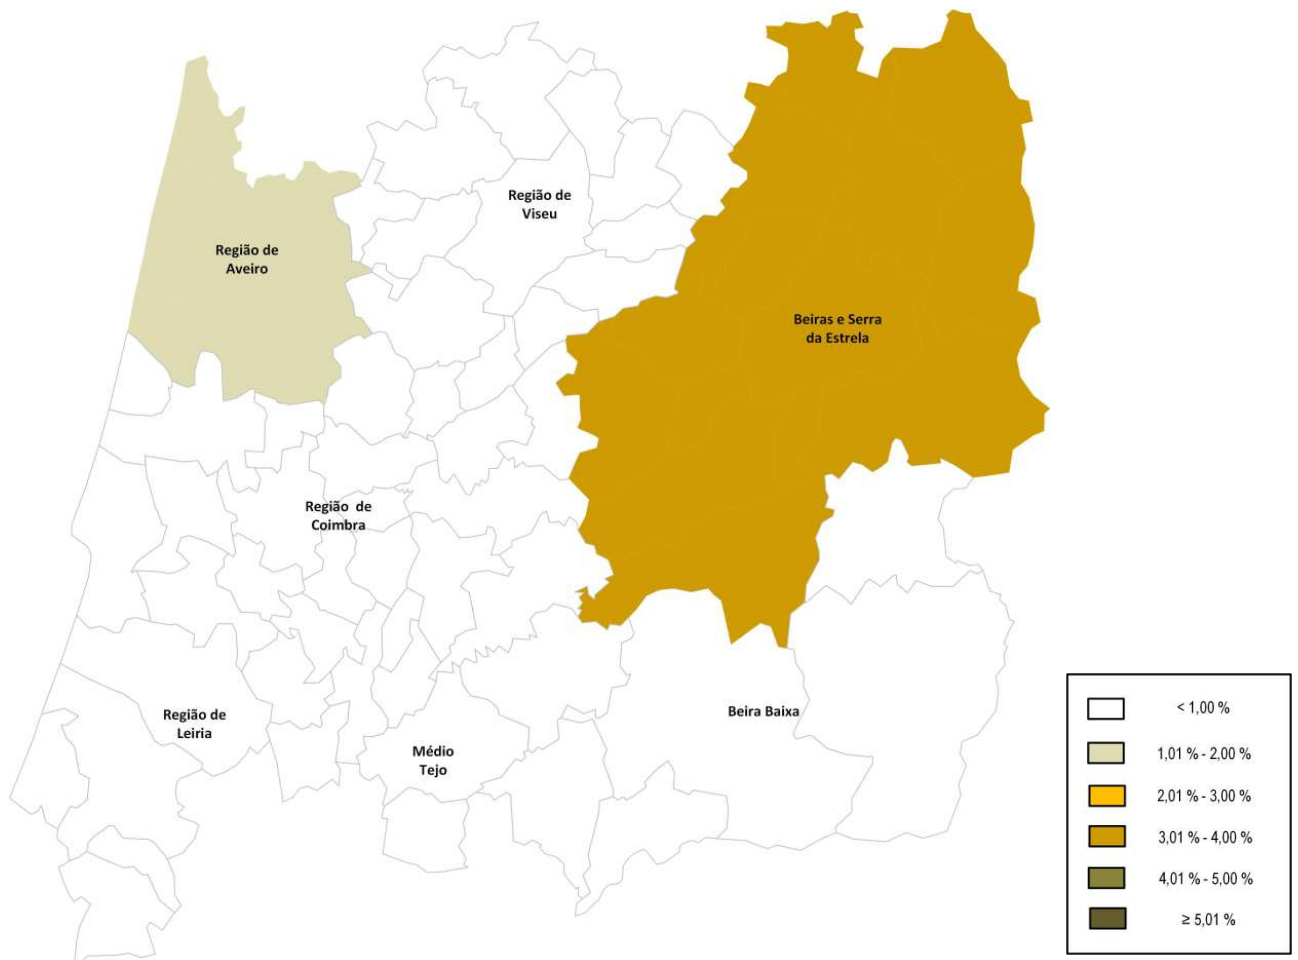 Região de
Viseu
Região de
Aveiro
Beiras e Serra
da Estrela
Região  de
Coimbra
Região de
Leiria
Médio
Tejo
Beira Baixa
< 1,00 %
1,01 % - 2,00 %
2,01 % - 3,00 %
3,01 % - 4,00 %
4,01 % - 5,00 %
≥ 5,01 %